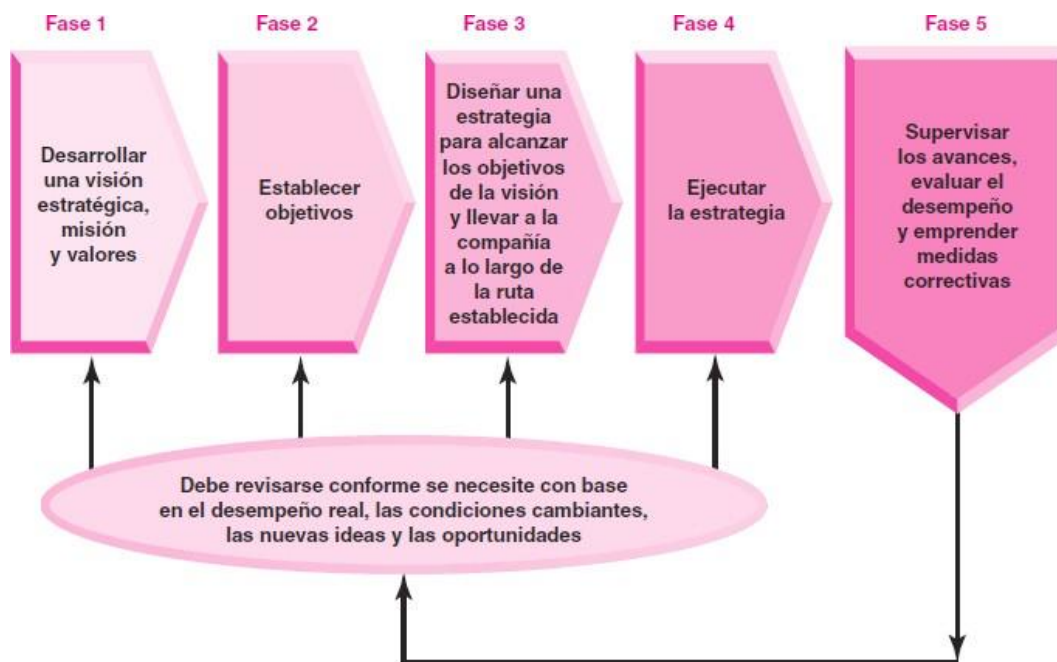 Fase 1
Desarrollar
una visión
estratégica,
misión
y valores
Fase 2
Establecer
objetivos
Fase 3
Diseñar una
estrategia
para alcanzar
los objetivos
de la visión
y llevar a la
compañía
a lo largo de
la ruta
establecida
Fase 4
Ejecutar
la estrategia
Fase 5
Supervisar
los avances,
evaluar el
desempeño
y emprender
medidas
correctivas
Debe revisarse conforme se necesite con base
en el desempeño real, las condiciones cambiantes,
las nuevas ideas y las oportunidades